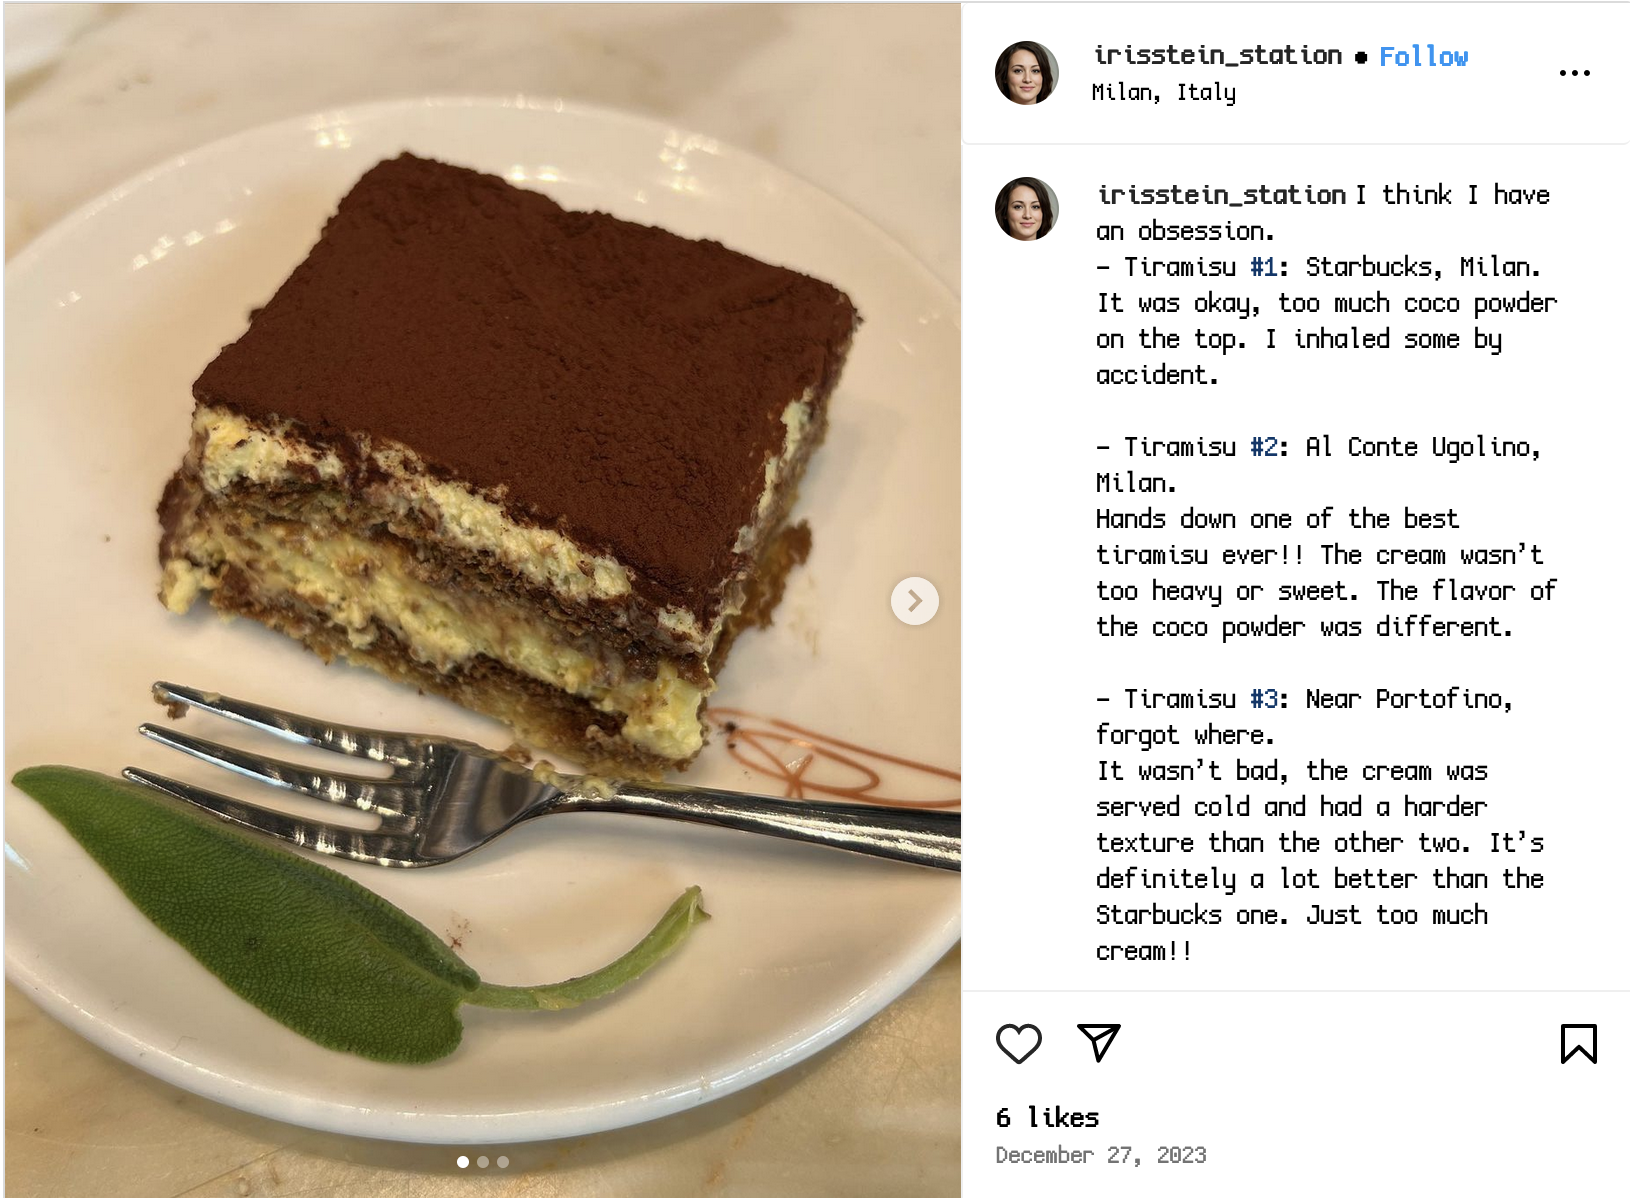 irisstein_station • Follow
Milan, Italy
irisstein_station I think I have
an obsession.
- Tiramisu #1: Starbucks, Milan.
It was okay, too much coco powder
on the top. I inhaled some by
accident.
- Tiramisu #2: Al Conte Ugolino,
Milan.
Hands down one of the best
tiramisu ever!! The cream wasn't
too heavy or sweet. The flavor of
the coco powder was different.
- Tiramisu #3: Near Portofino,
forgot where.
It wasn't bad, the cream was
served cold and had a harder
texture than the other two. It's
definitely a lot better than the
Starbucks one. Just too much
cream!!
6 likes
December 27, 2023